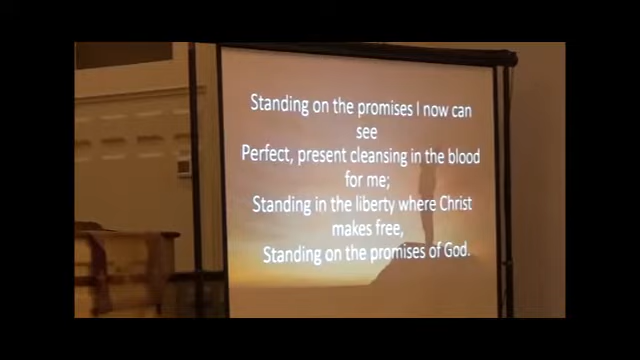 Standing on the promises I now can
see
Perfect, present cleansing in the blood
for me;
Standing in the liberty where Christ
makes free,
Standing on the promises of God.